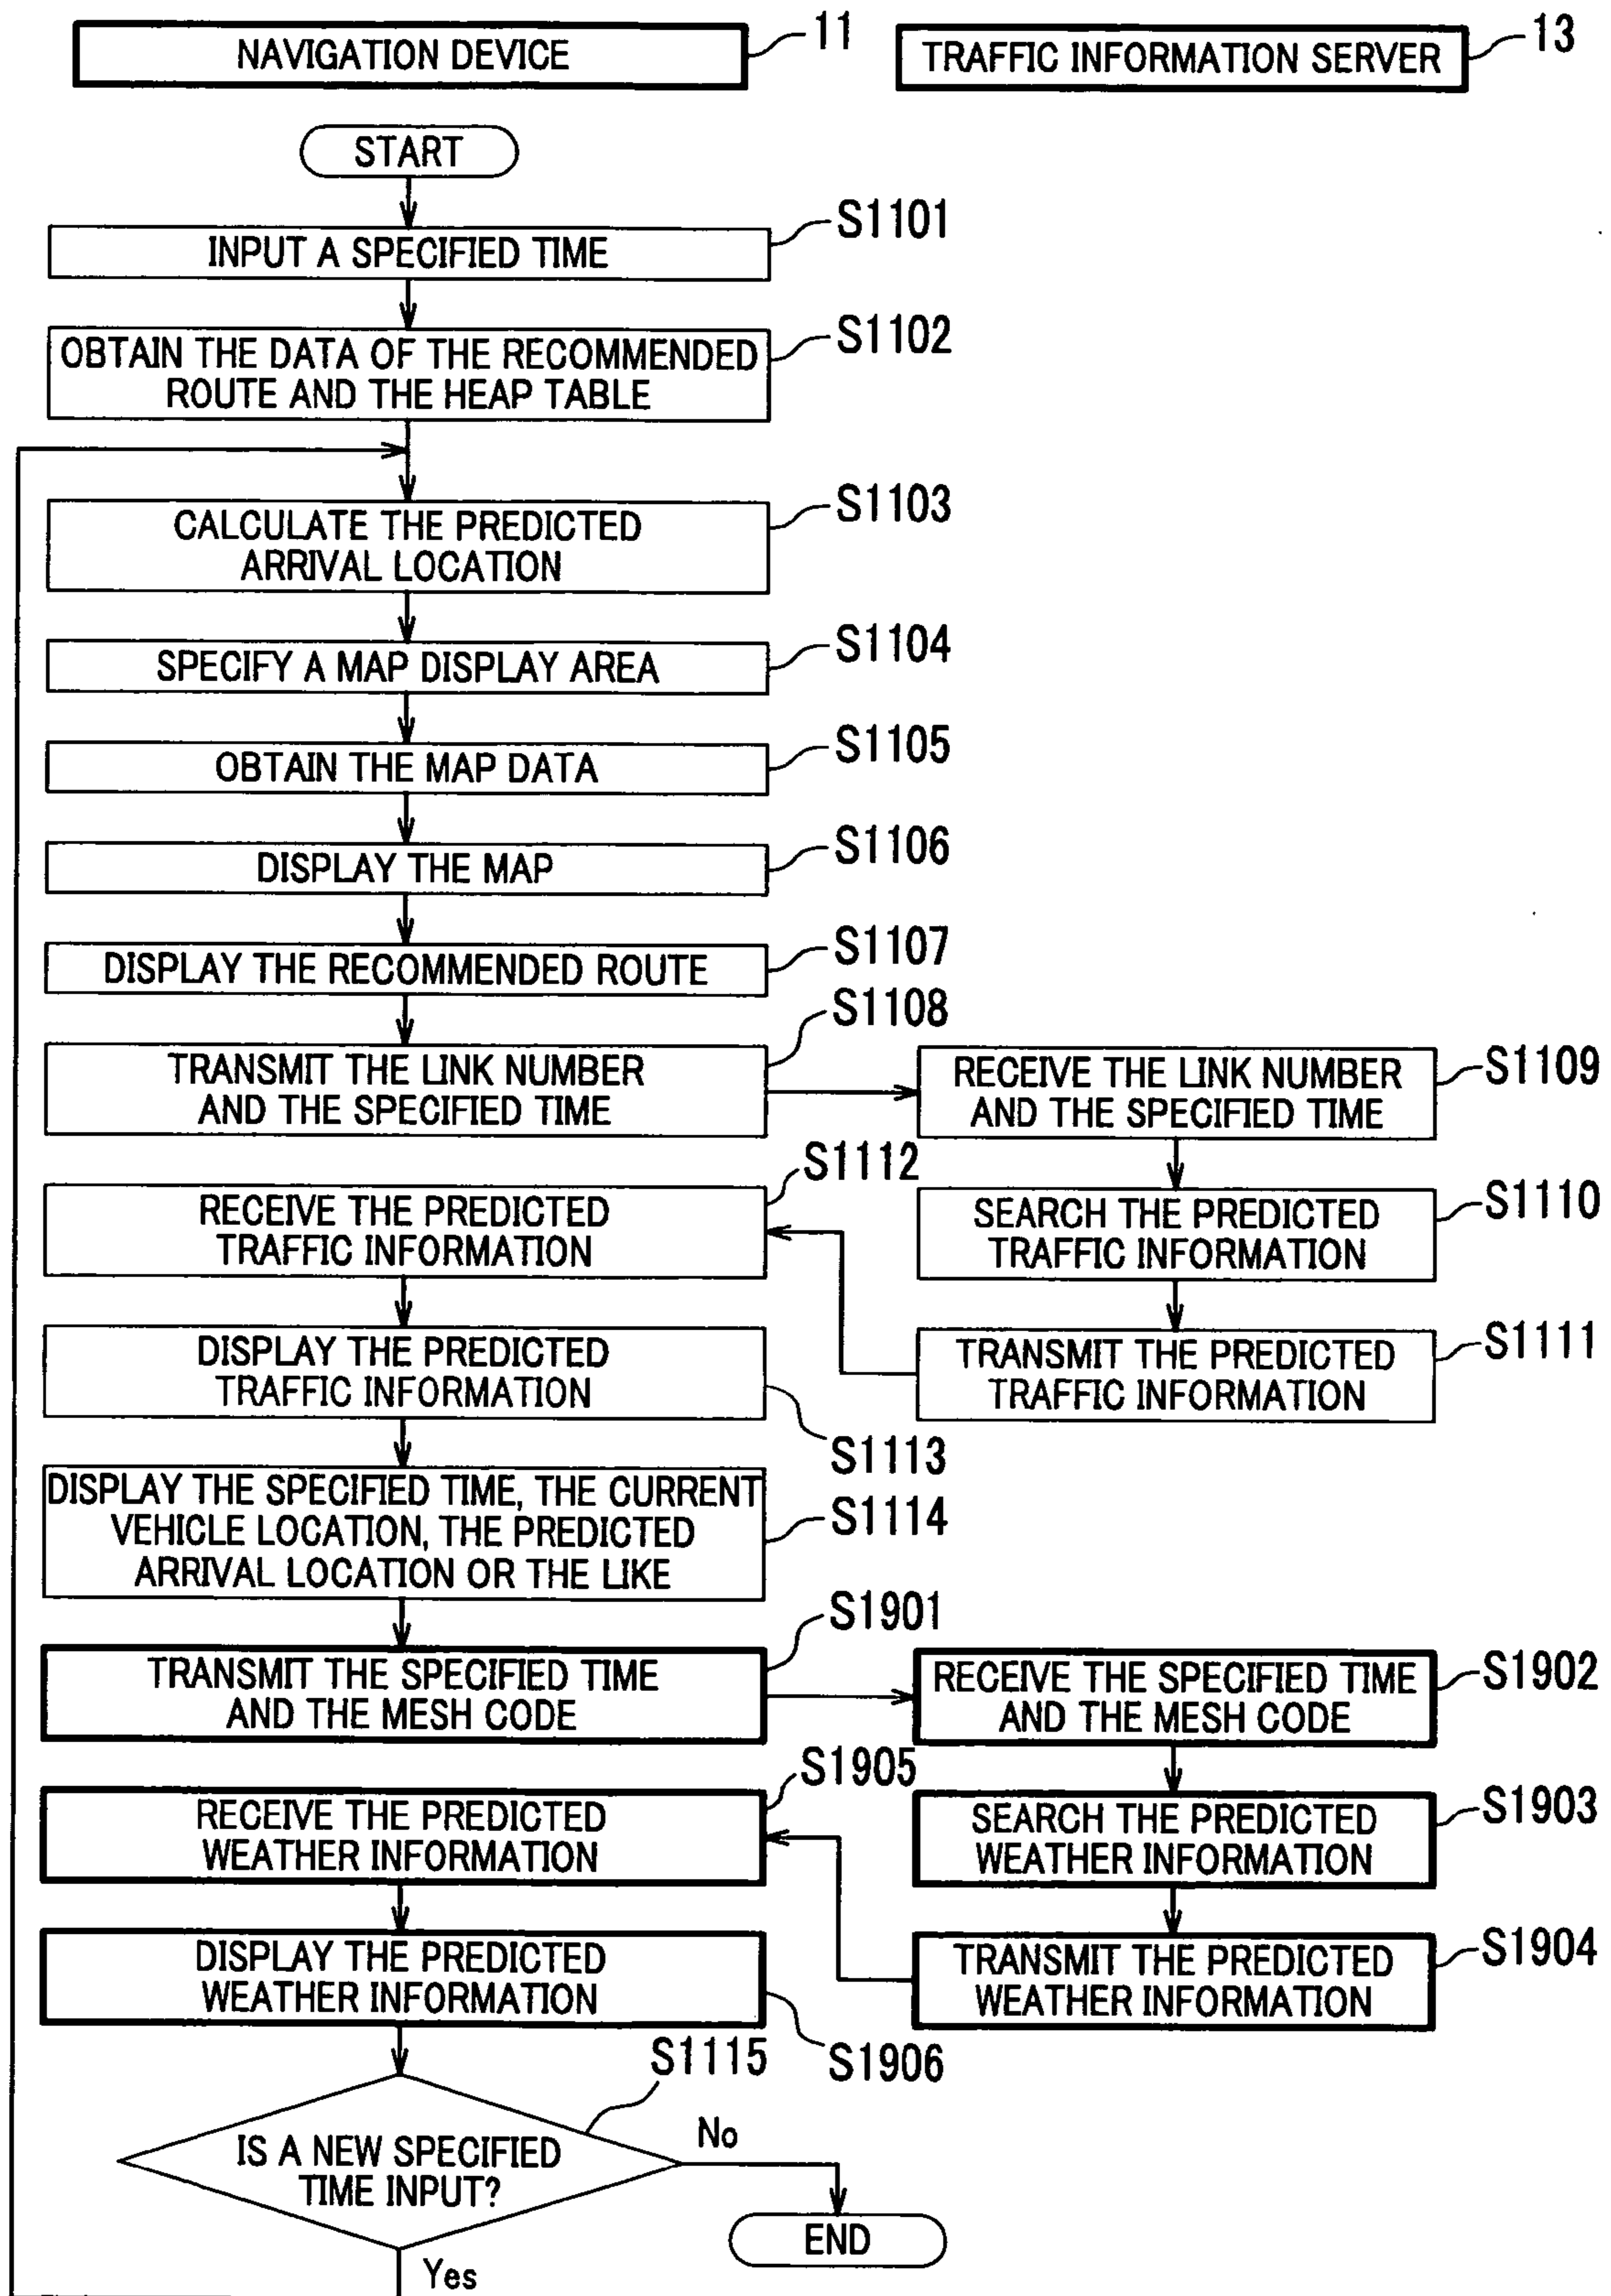 NAVIGATION DEVICE
11
TRAFFIC INFORMATION SERVER
13
START
INPUT A SPECIFIED TIME
S1101
OBTAIN THE DATA OF THE RECOMMENDED
ROUTE AND THE HEAP TABLE
S1102
CALCULATE THE PREDICTED
ARRIVAL LOCATION
S1103
SPECIFY A MAP DISPLAY AREA
S1104
OBTAIN THE MAP DATA
S1105
DISPLAY THE MAP
S1106
DISPLAY THE RECOMMENDED ROUTE
S1107
TRANSMIT THE LINK NUMBER
AND THE SPECIFIED TIME
S1108
RECEIVE THE LINK NUMBER
AND THE SPECIFIED TIME
S1109
SEARCH THE PREDICTED
TRAFFIC INFORMATION
S1110
TRANSMIT THE PREDICTED
TRAFFIC INFORMATION
S1111
RECEIVE THE PREDICTED
TRAFFIC INFORMATION
S1112
DISPLAY THE PREDICTED
TRAFFIC INFORMATION
S1113
DISPLAY THE SPECIFIED TIME, THE CURRENT
VEHICLE LOCATION, THE PREDICTED
ARRIVAL LOCATION OR THE LIKE
S1114
TRANSMIT THE SPECIFIED TIME
AND THE MESH CODE
S1901
RECEIVE THE SPECIFIED TIME
AND THE MESH CODE
S1902
SEARCH THE PREDICTED
WEATHER INFORMATION
S1903
TRANSMIT THE PREDICTED
WEATHER INFORMATION
S1904
RECEIVE THE PREDICTED
WEATHER INFORMATION
S1905
DISPLAY THE PREDICTED
WEATHER INFORMATION
S1906
IS A NEW SPECIFIED
TIME INPUT?
S1115
No
END
Yes